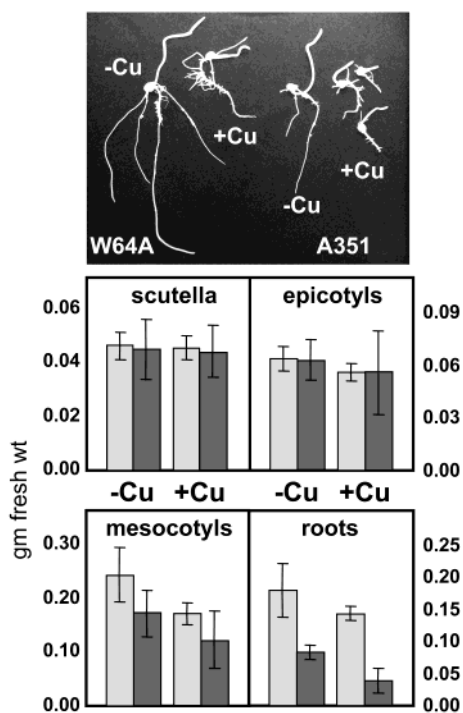 -Cu
+Cu
+Cu
-Cu
W64A A351
scutella epicotyls
0.06
0.04
0.02
0.00
0.09
0.06
0.03
0.00
gm fresh wt
-Cu +Cu -Cu +Cu
mesocotyls roots
0.30
0.20
0.10
0.00
0.25
0.20
0.15
0.10
0.05
0.00